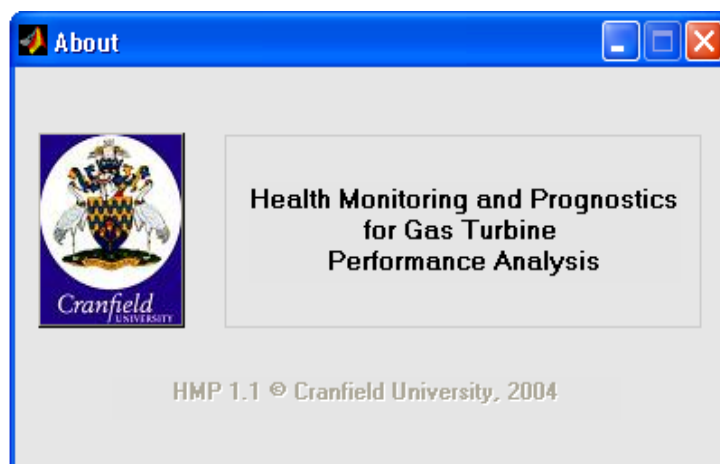 About
Cranfield
UNIVERSITY
Health Monitoring and Prognostics
for Gas Turbine
Performance Analysis
HMP 1.1 © Cranfield University, 2004